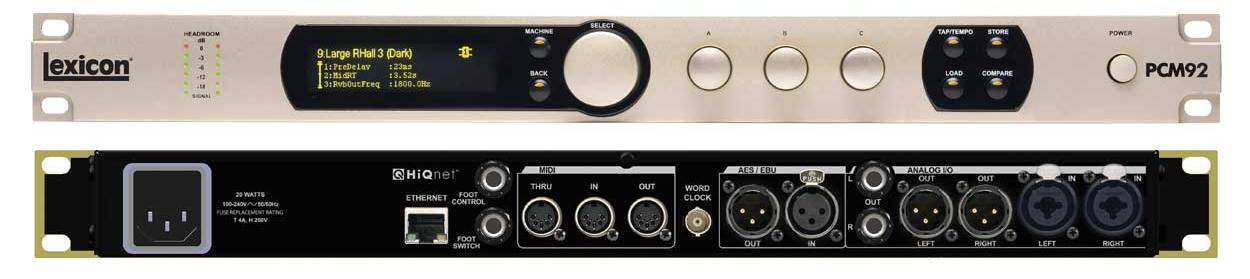 HEADROOM
dB
0
-3
-6
-12
-18
SIGNAL
lexicon
9:Large RHall 3 (Dark)
1:PreDelay :23ms
2:MidRT :3.52s
3:RvbOutFreq :1800.0Hz
MACHINE
BACK
SELECT
A
B
C
TAP/TEMPO STORE
LOAD COMPARE
POWER
PCM92
20 WATTS
100-240V 50/60Hz
FUSE REPLACEMENT RATING
T 4A, H 250V
HiQnet
ETHERNET
FOOT
CONTROL
FOOT
SWITCH
MIDI
THRU IN OUT
WORD
CLOCK
AES / EBU
PUSH
OUT IN
L
OUT
R
ANALOG I/O
OUT OUT IN IN
LEFT RIGHT LEFT RIGHT